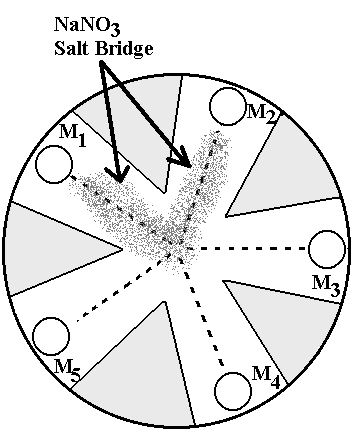 NaNO₃
Salt Bridge
M₁
M₂
M₃
M₄
M₅